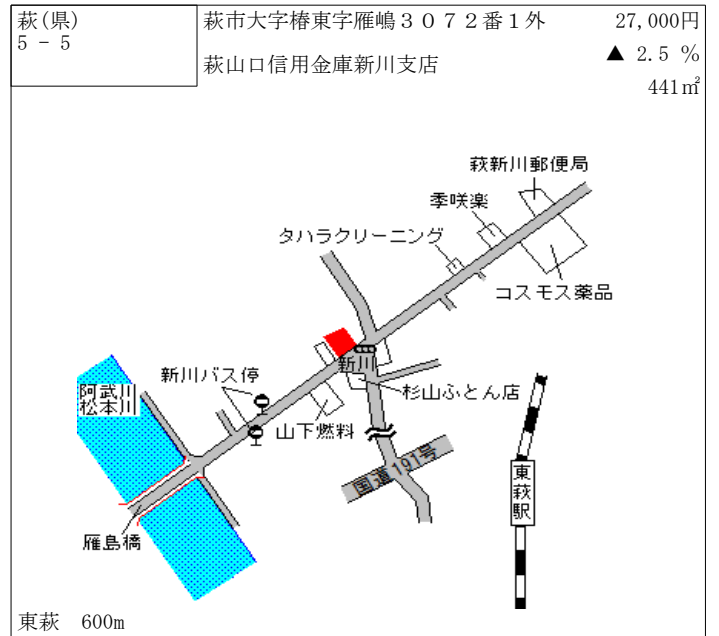 萩(県)
5 - 5
萩市大字椿東字雁嶋３０７２番１外
萩山口信用金庫新川支店
27,000円
▲ 2.5 %
441㎡
萩新川郵便局
季咲楽
タハラクリーニング
コスモス薬品
新川
新川バス停
杉山ふとん店
阿武川
松本川
山下燃料
国道191号
東萩駅
雁島橋
東萩 600m